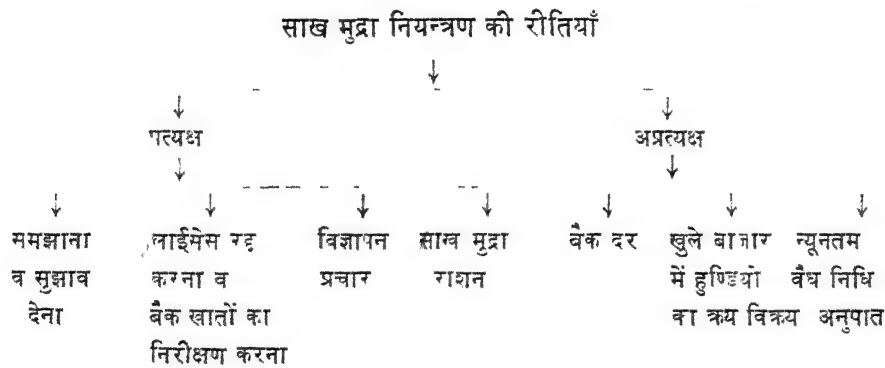 साख मुद्रा नियन्त्रण की रीतियाँ
पत्यक्ष अप्रत्यक्ष
समझाना लाईसेस रद्द विज्ञापन साख मुद्रा बैक दर खुले बाजार न्यूनतम
व सुझाव करना व प्रचार राशन में हुण्डियो वैध निधि
देना बैक खातों का का क्रय विक्रय अनुपात
निरीक्षण करना